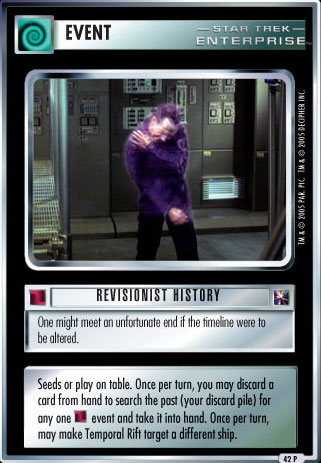 EVENT
STAR TREK
ENTERPRISE
TM & © 2005 PAR. PIC. TM & © 2005 DECIPHER INC.
REVISIONIST HISTORY
One might meet an unfortunate end if the timeline were to
be altered.
Seeds or play on table. Once per turn, you may discard a
card from hand to search the past (your discard pile) for
any one event and take it into hand. Once per turn,
may make Temporal Rift target a different ship.
42 P